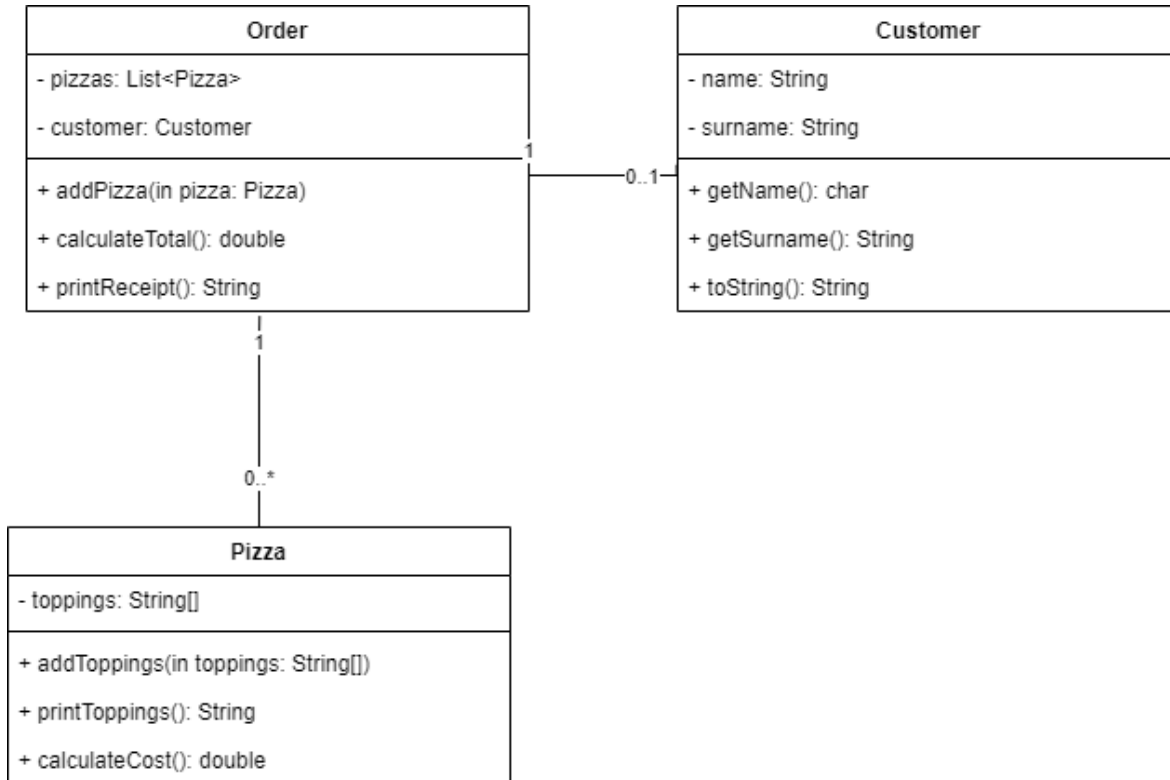 Order
- pizzas: List<Pizza>
- customer: Customer
+ addPizza(in pizza: Pizza)
+ calculateTotal(): double
+ printReceipt(): String
1
0..1
Customer
- name: String
- surname: String
+ getName(): char
+ getSurname(): String
+ toString(): String
1
0..*
Pizza
- toppings: String[]
+ addToppings(in toppings: String[])
+ printToppings(): String
+ calculateCost(): double